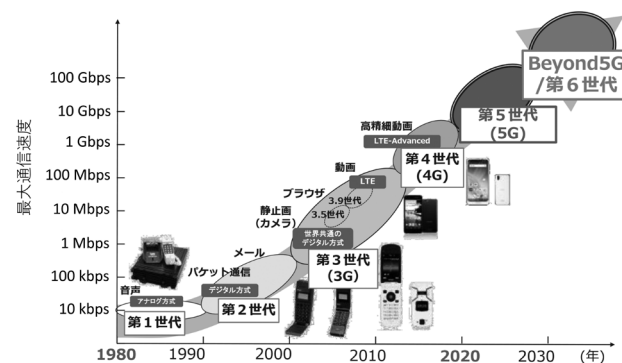 最大通信速度
100 Gbps
10 Gbps
1 Gbps
100 Mbps
10 Mbps
1 Mbps
100 kbps
10 kbps
音声
アナログ方式
第1世代
パケット通信
メール
デジタル方式
第2世代
静止画
(カメラ)
ブラウザ
動画
LTE
3.9世代
3.5世代
世界共通の
デジタル方式
第3世代
(3G)
高精細動画
LTE-Advanced
第4世代
(4G)
第5世代
(5G)
Beyond5G
/第6世代
1980
1990
2000
2010
2020
2030
(年)